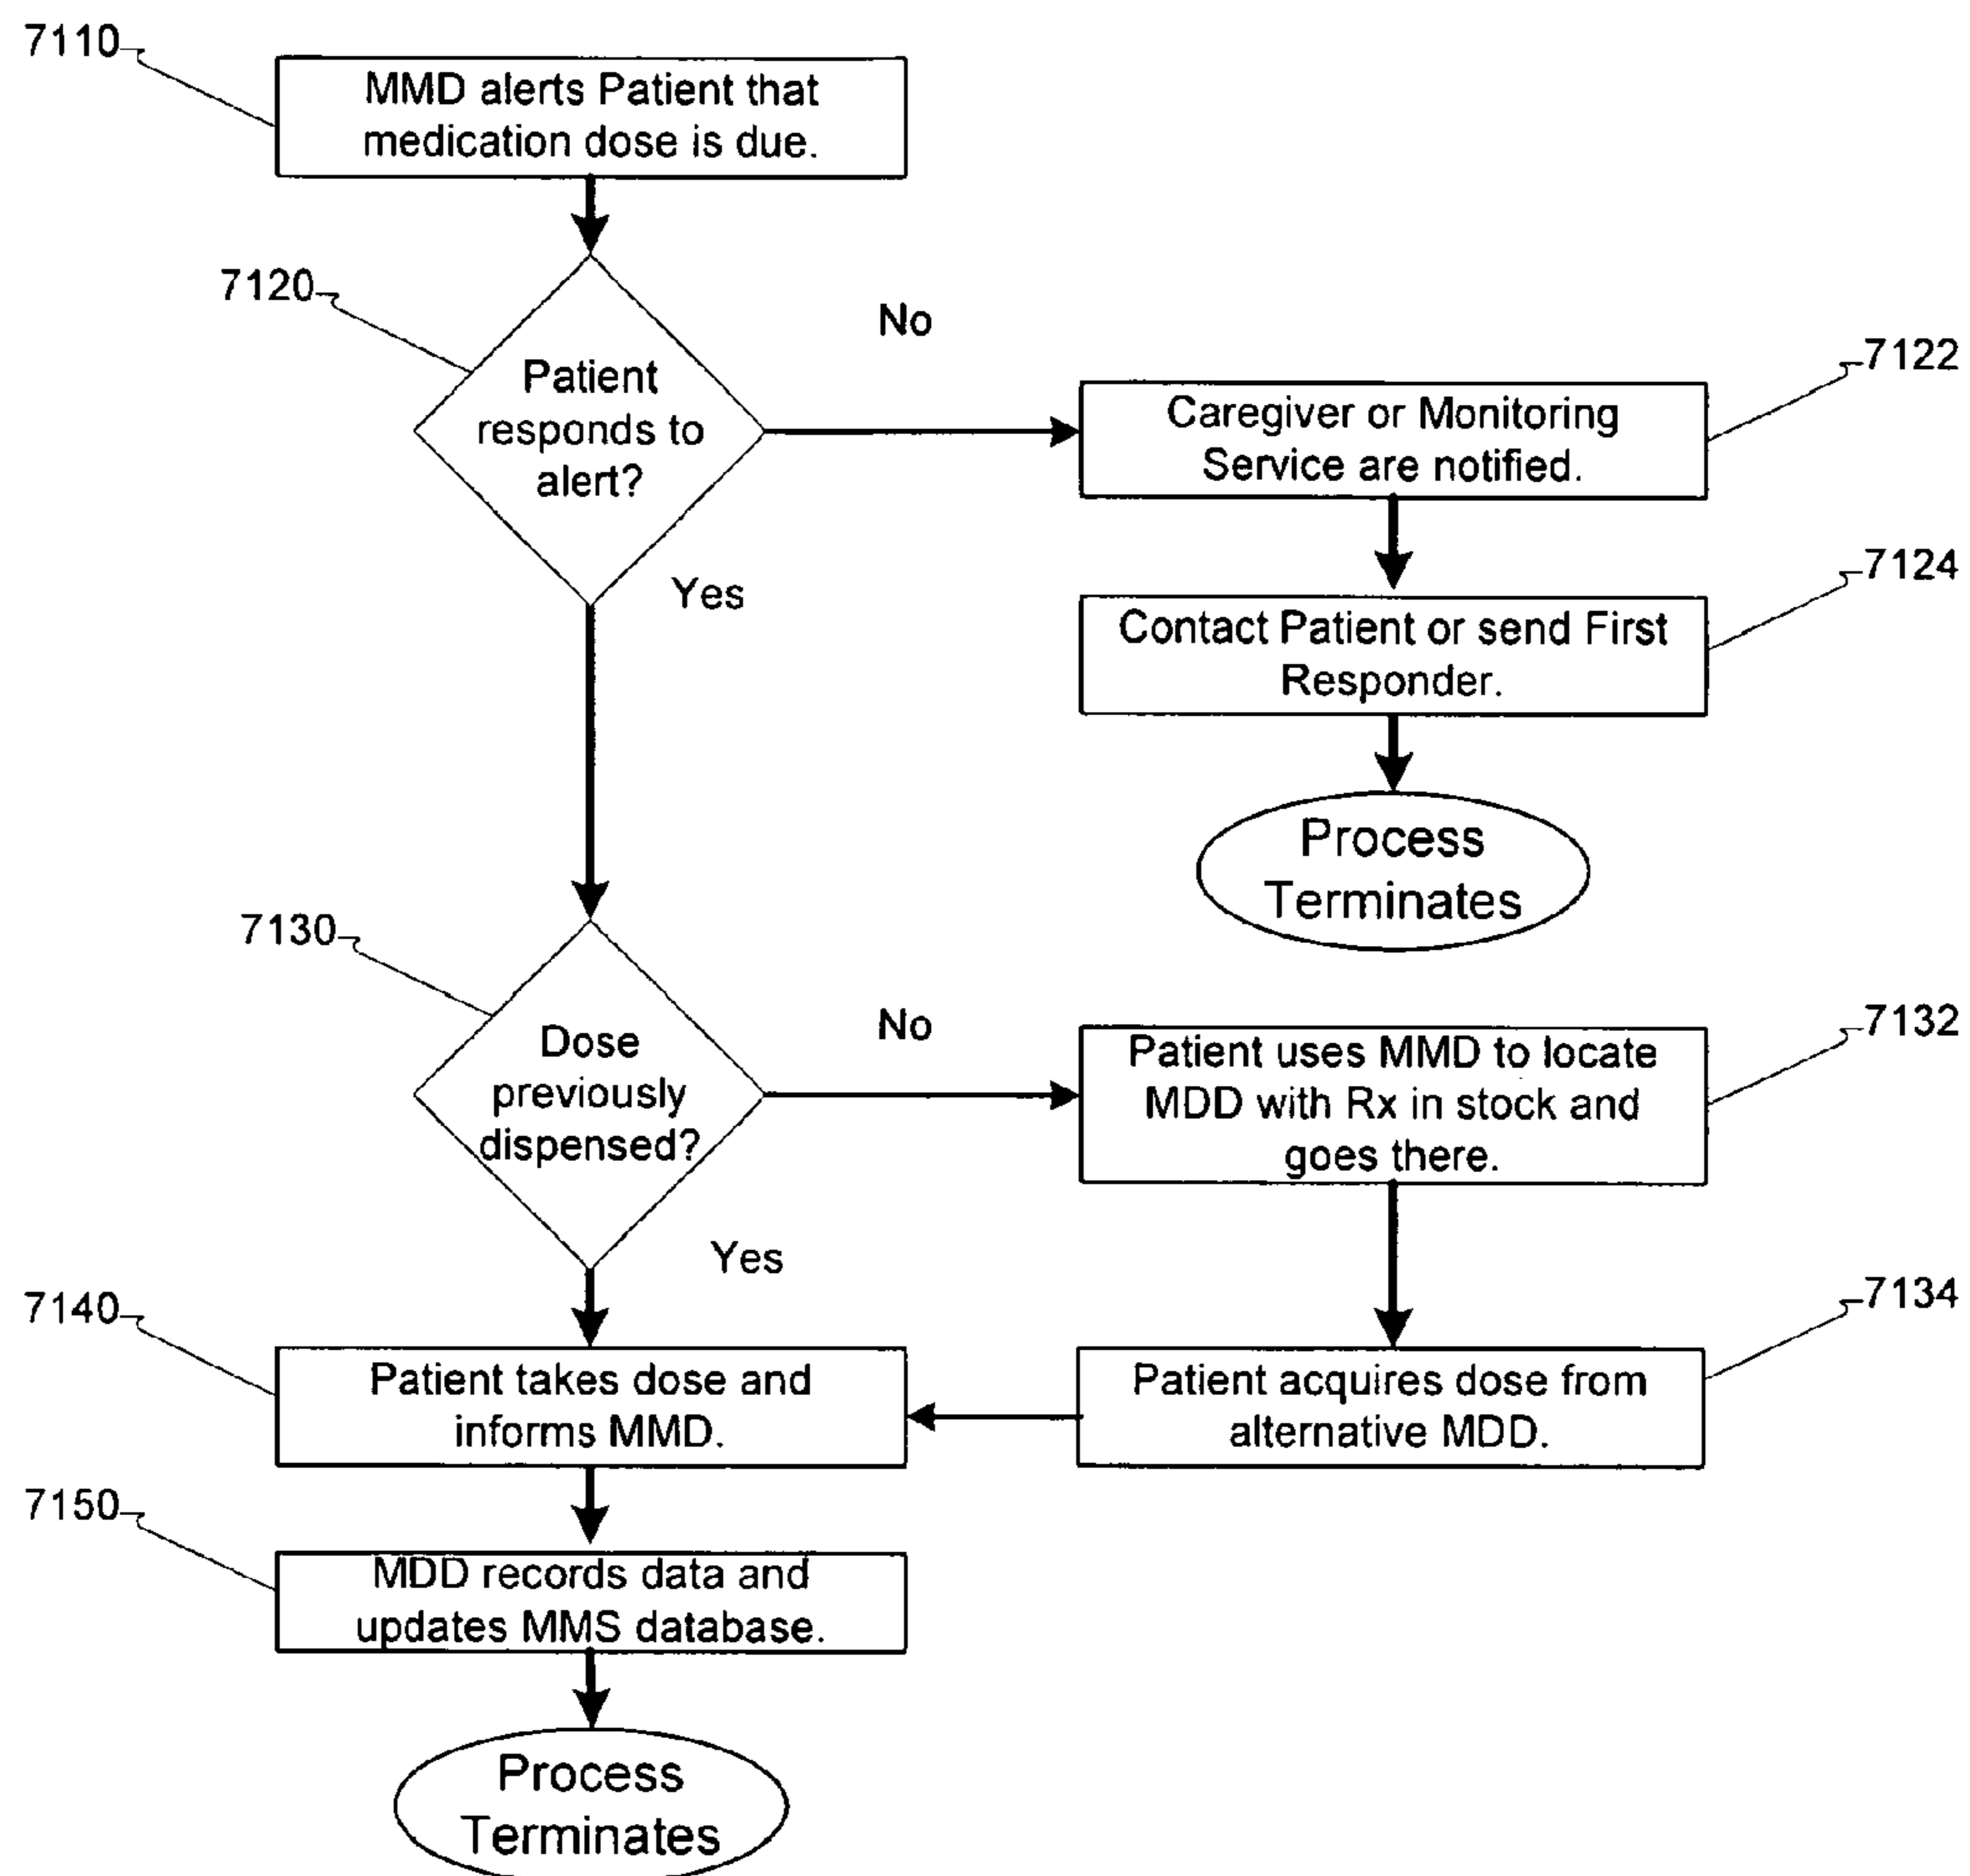 7110
MMD alerts Patient that
medication dose is due.
7120
Patient
responds to
alert?
No
Yes
7122
Caregiver or Monitoring
Service are notified.
7124
Contact Patient or send First
Responder.
Process
Terminates
7130
Dose
previously
dispensed?
No
Yes
7132
Patient uses MMD to locate
MDD with Rx in stock and
goes there.
7134
Patient acquires dose from
alternative MDD.
7140
Patient takes dose and
informs MMD.
7150
MDD records data and
updates MMS database.
Process
Terminates